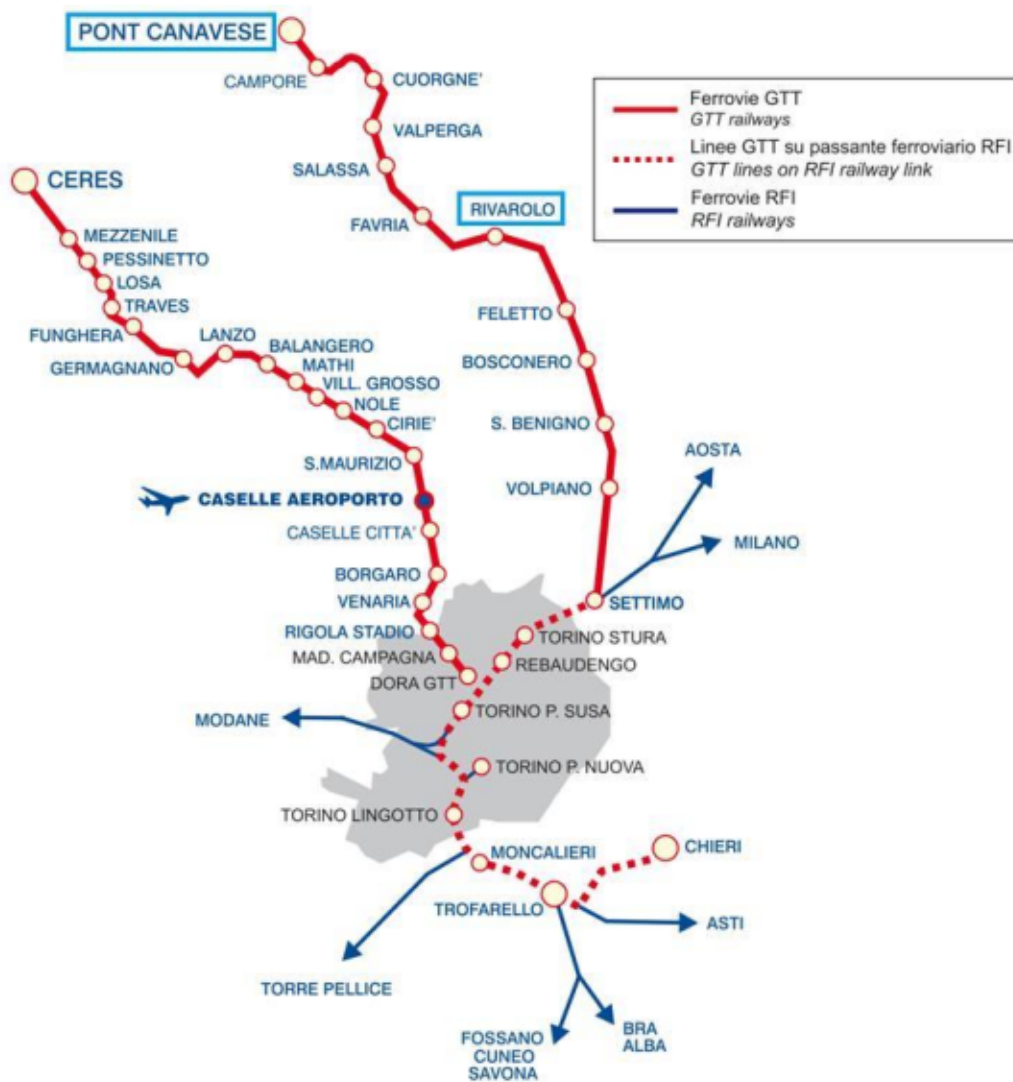 PONT CANAVESE
CAMPORE
CUORGNE'
VALPERGA
SALASSA
FAVRIA
RIVAROLO
FELETTO
BOSCONERO
S. BENIGNO
VOLPIANO
SETTIMO
AOSTA
MILANO
Ferrovie GTT
GTT railways
Linee GTT su passante ferroviario RFI
GTT lines on RFI railway link
Ferrovie RFI
RFI railways
CERES
MEZZENILE
PESSINETTO
LOSA
TRAVES
FUNGHERA
GERMAGNANO
LANZO
BALANGERO
MATHI
VILL. GROSSO
NOLE
CIRIE'
S.MAURIZIO
CASELLE AEROPORTO
CASELLE CITTA'
BORGARO
VENARIA
RIGOLA STADIO
MAD. CAMPAGNA
DORA GTT
TORINO STURA
REBAUDENGO
TORINO P. SUSA
MODANE
TORINO P. NUOVA
TORINO LINGOTTO
MONCALIERI
CHIERI
TROFARELLO
ASTI
TORRE PELLICE
FOSSANO
CUNEO
SAVONA
BRA
ALBA